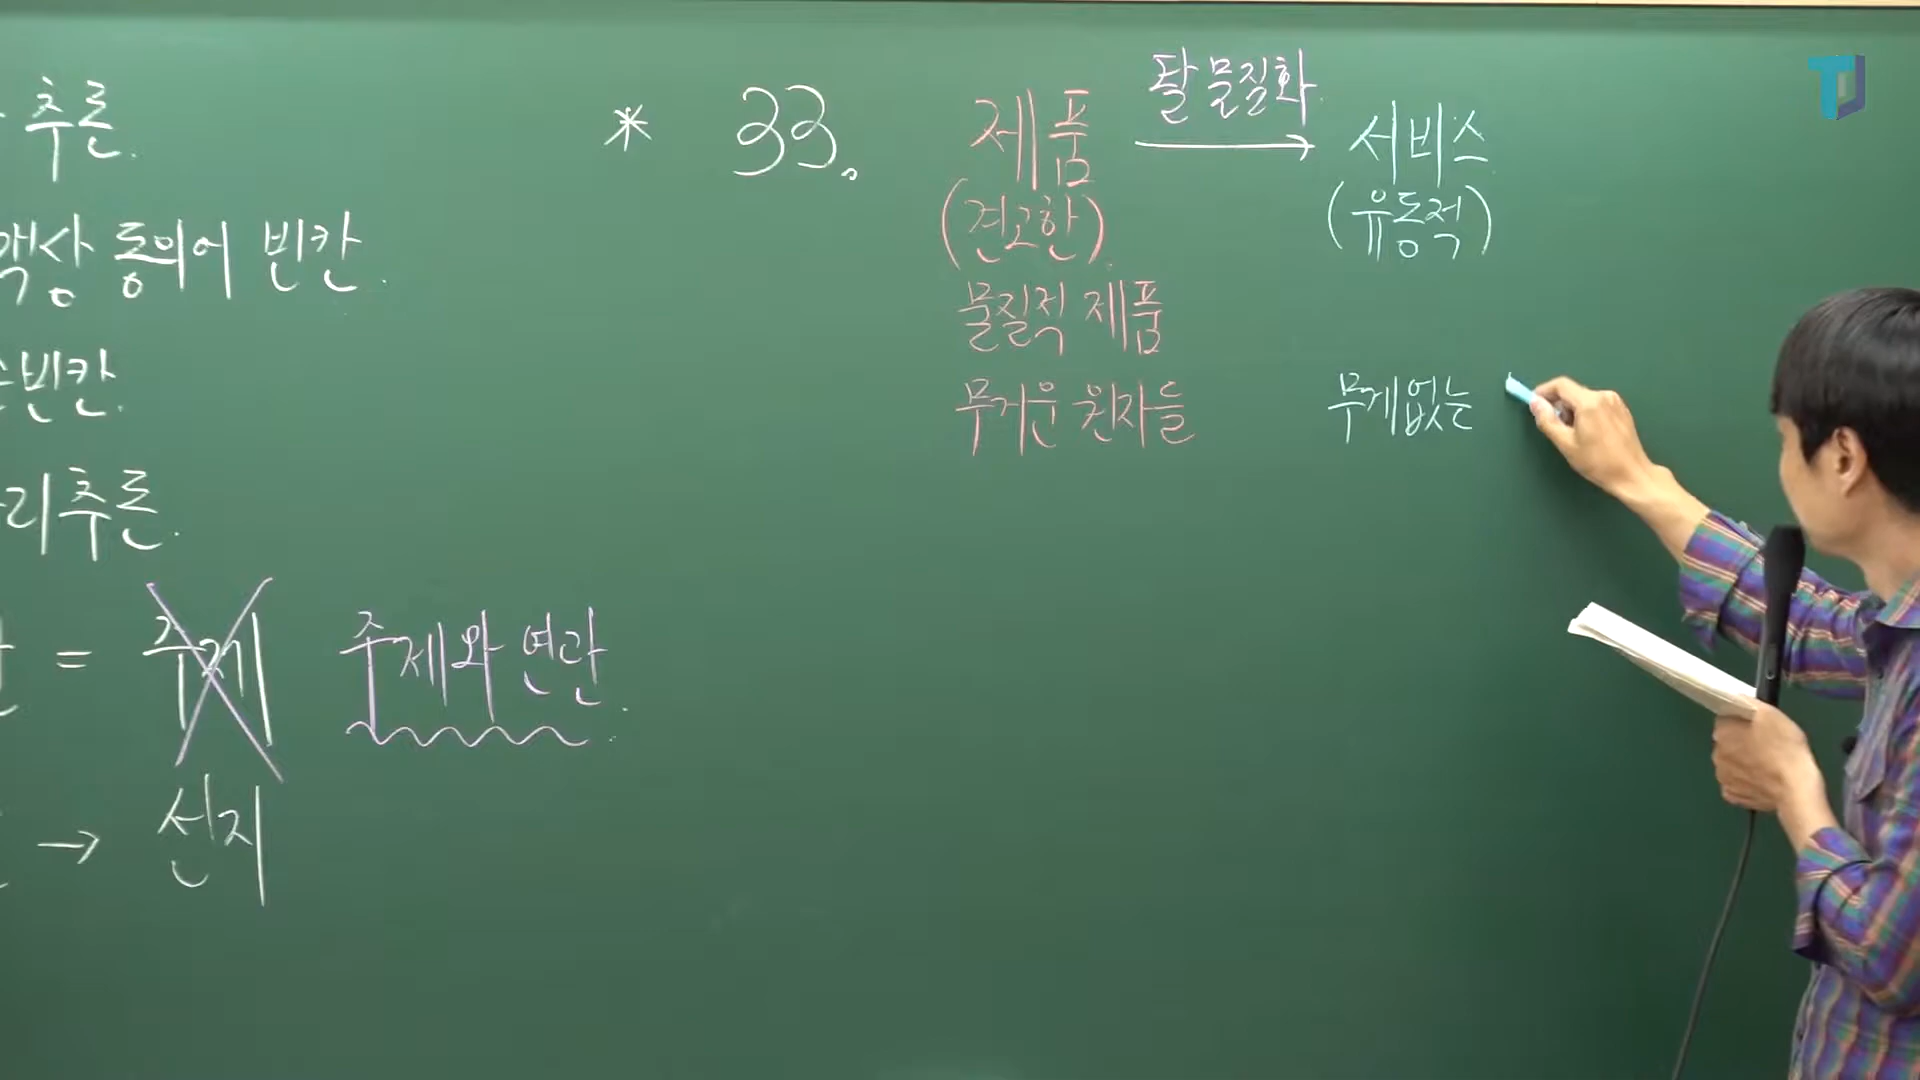 추론.
맥상 동의어 빈칸.
빈칸.
리추론.
= 주제 주제와 연관.
→ 선지
* 33. 제품 탈물질화 서비스
(견고한) (유동적)
물질적 제품
무거운 원자들 무게없는